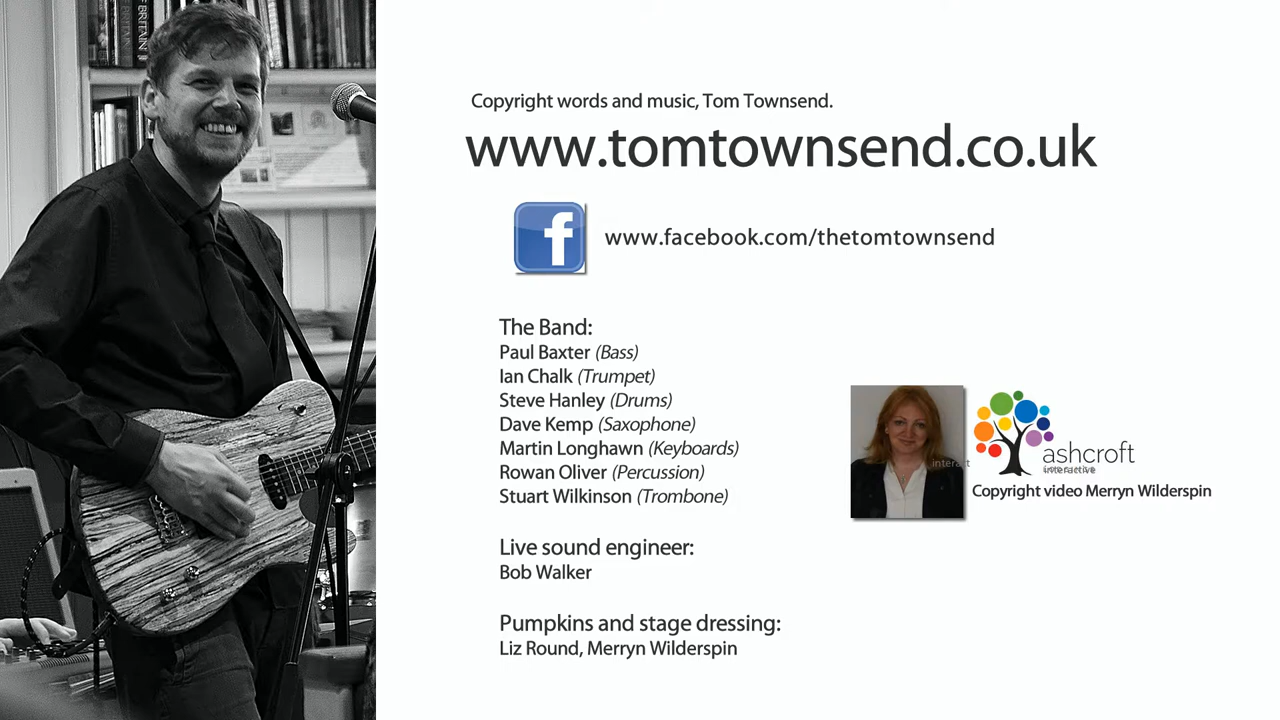 BRITAIN
Copyright words and music, Tom Townsend.
www.tomtownsend.co.uk
f
www.facebook.com/thetomtownsend
The Band:
Paul Baxter (Bass)
Ian Chalk (Trumpet)
Steve Hanley (Drums)
Dave Kemp (Saxophone)
Martin Longhawn (Keyboards)
Rowan Oliver (Percussion)
Stuart Wilkinson (Trombone)
Live sound engineer:
Bob Walker
Pumpkins and stage dressing:
Liz Round, Merryn Wilderspin
ashcroft
interactive
Copyright video Merryn Wilderspin